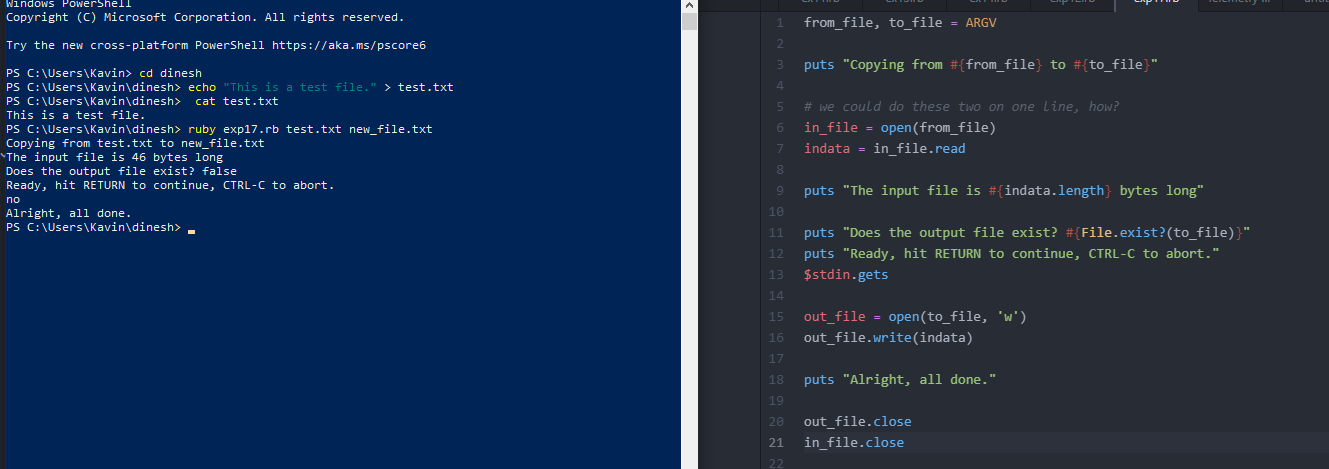 Windows PowerShell
Copyright (C) Microsoft Corporation. All rights reserved.
Try the new cross-platform PowerShell https://aka.ms/pscore6
PS C:\Users\Kavin> cd dinesh
PS C:\Users\Kavin\dinesh> echo "This is a test file." > test.txt
PS C:\Users\Kavin\dinesh>  cat test.txt
This is a test file.
PS C:\Users\Kavin\dinesh> ruby exp17.rb test.txt new_file.txt
Copying from test.txt to new_file.txt
The input file is 46 bytes long
Does the output file exist? false
Ready, hit RETURN to continue, CTRL-C to abort.
no
Alright, all done.
PS C:\Users\Kavin\dinesh>
1 from_file, to_file = ARGV
2
3 puts "Copying from #{from_file} to #{to_file}"
4
5 # we could do these two on one line, how?
6 in_file = open(from_file)
7 indata = in_file.read
8
9 puts "The input file is #{indata.length} bytes long"
10
11 puts "Does the output file exist? #{File.exist?(to_file)}"
12 puts "Ready, hit RETURN to continue, CTRL-C to abort."
13 $stdin.gets
14
15 out_file = open(to_file, 'w')
16 out_file.write(indata)
17
18 puts "Alright, all done."
19
20 out_file.close
21 in_file.close
22